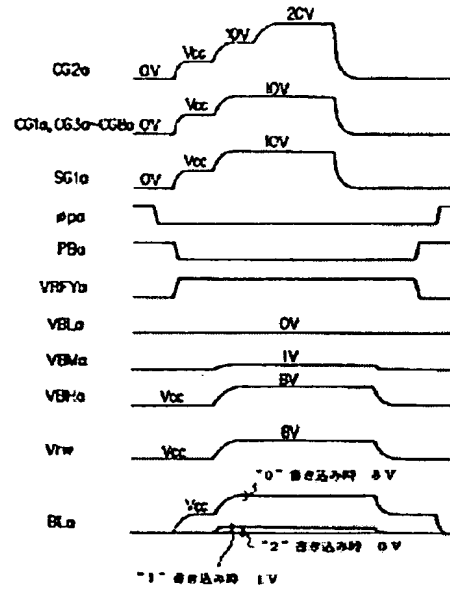 20V
10V
Vcc
CG2a
0V
10V
Vcc
CG1a,CG3a~CG8a
0V
10V
Vcc
SG1a
0V
φpa
PBa
VRFYa
VBLa
0V
VBMa
1V
VBHa
Vcc
8V
Vrw
Vcc
8V
"0" 書き込み時 8V
Vcc
BLa
"2" 書き込み時 0V
"1" 書き込み時 1V